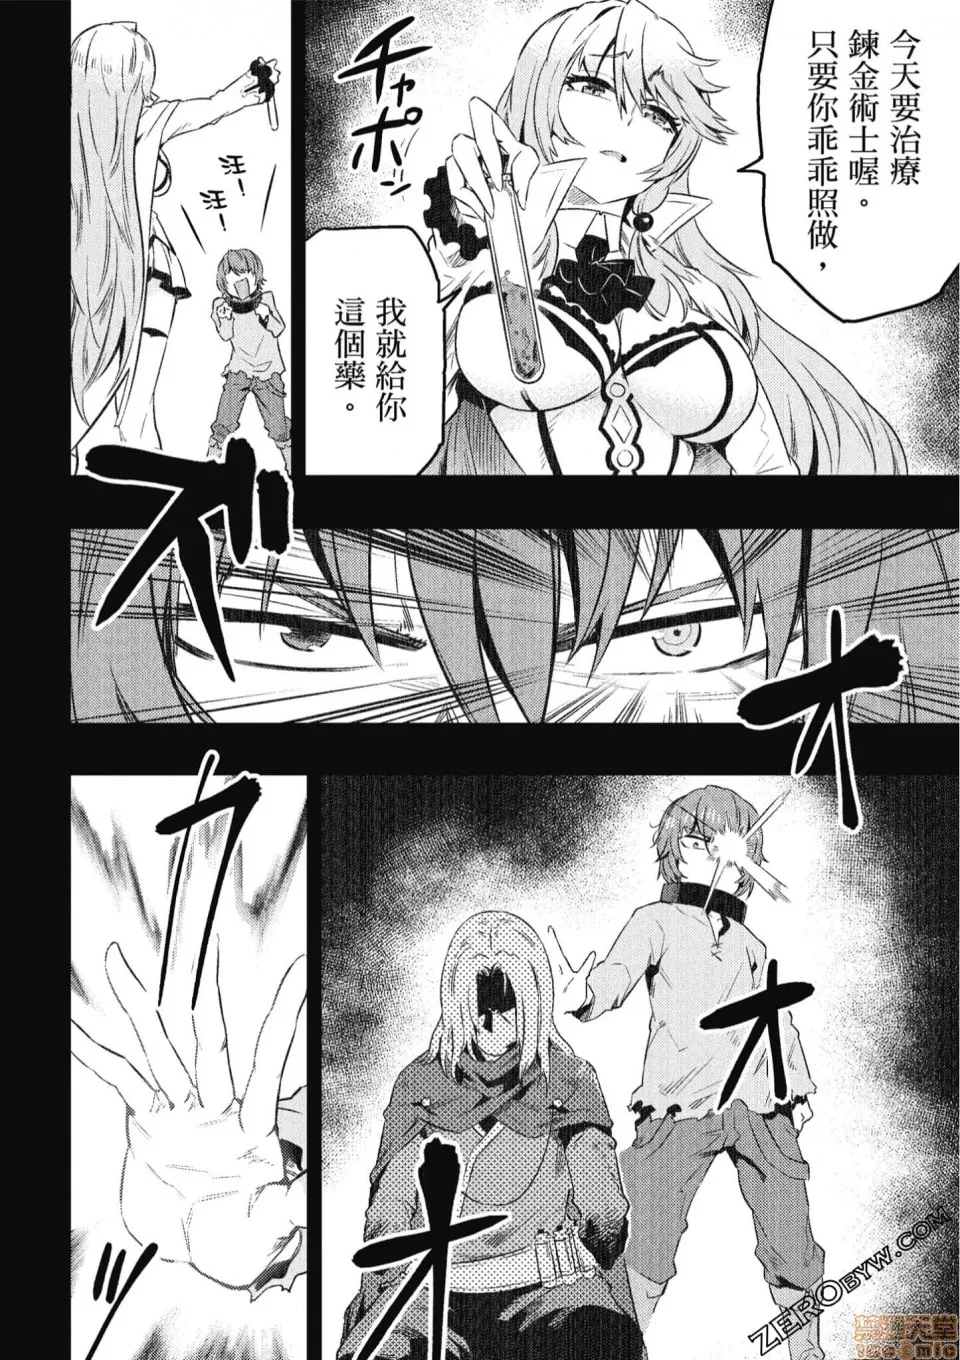 今天要治療
鍊金術士喔。
只要你乖乖照做，
チャポッ
我就給你
這個藥。
汪！
汪！
ズ
オ
ッ
オ
オ
ZEROBYW.COM